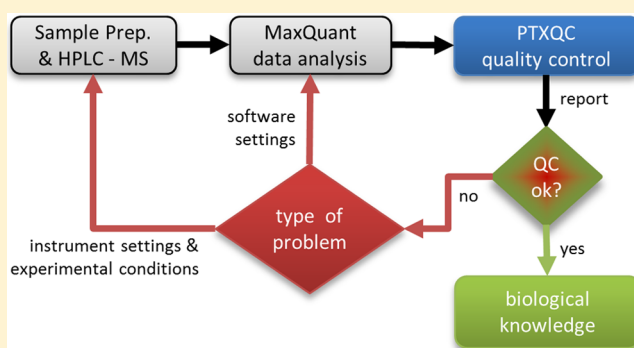 Sample Prep.
& HPLC - MS
MaxQuant
data analysis
PTXQC
quality control
report
QC
ok?
no
yes
type of
problem
software
settings
instrument settings &
experimental conditions
biological
knowledge